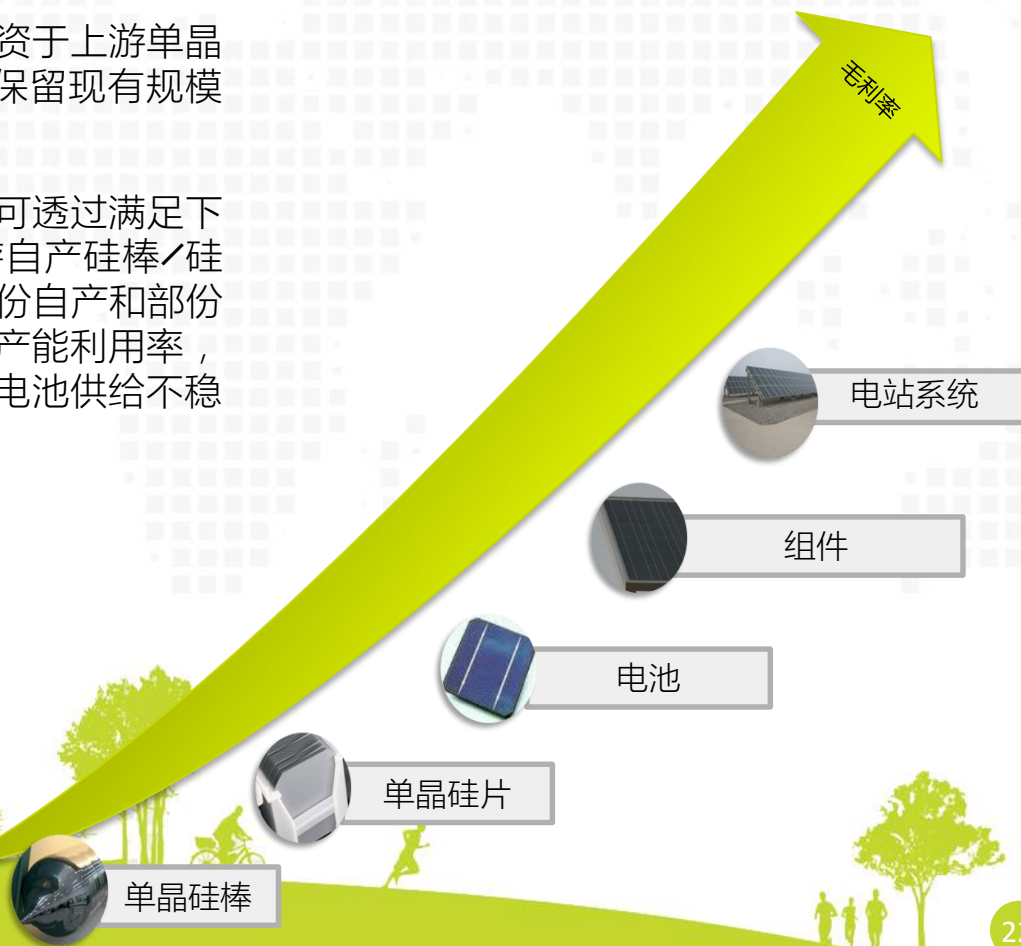 资于上游单晶
保留现有规模
可透过满足下
自产硅棒/硅
份自产和部份
产能利用率，
电池供给不稳
毛利率
电站系统
组件
电池
单晶硅片
单晶硅棒